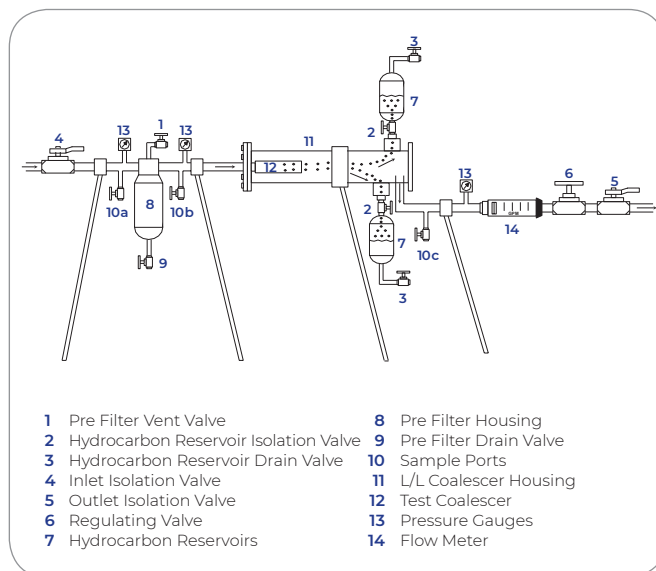 3
7
1
2
4
13
13
11
12
13
6
5
10a
8
10b
2
7
10c
14
GPM
9
3
1 Pre Filter Vent Valve
2 Hydrocarbon Reservoir Isolation Valve
3 Hydrocarbon Reservoir Drain Valve
4 Inlet Isolation Valve
5 Outlet Isolation Valve
6 Regulating Valve
7 Hydrocarbon Reservoirs
8 Pre Filter Housing
9 Pre Filter Drain Valve
10 Sample Ports
11 L/L Coalescer Housing
12 Test Coalescer
13 Pressure Gauges
14 Flow Meter